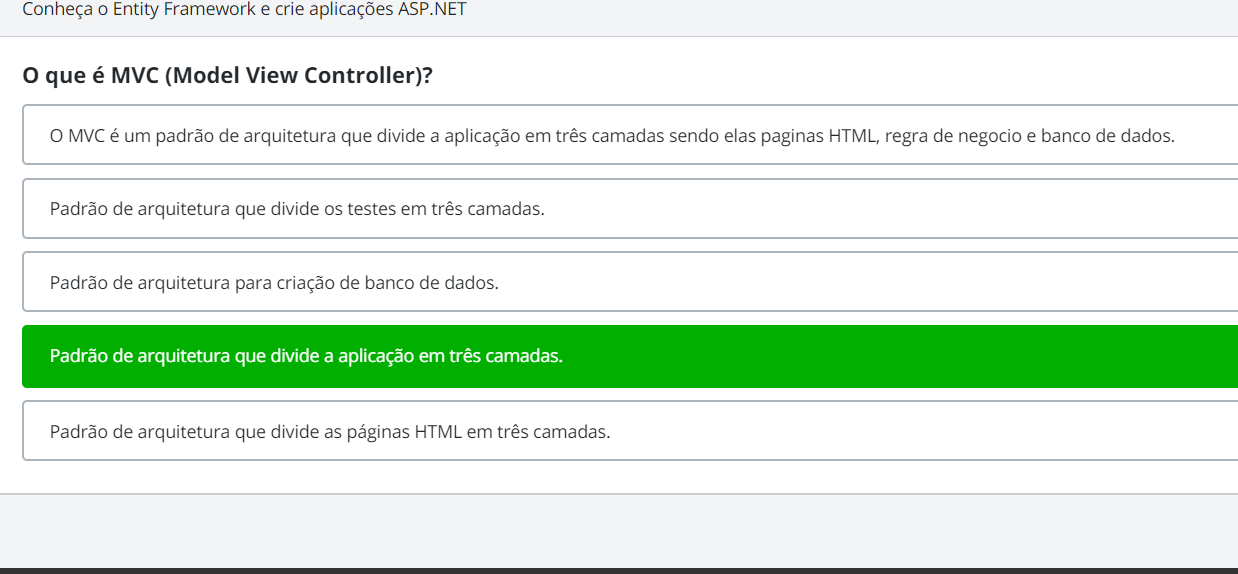 Conheça o Entity Framework e crie aplicações ASP.NET
O que é MVC (Model View Controller)?
O MVC é um padrão de arquitetura que divide a aplicação em três camadas sendo elas paginas HTML, regra de negocio e banco de dados.
Padrão de arquitetura que divide os testes em três camadas.
Padrão de arquitetura para criação de banco de dados.
Padrão de arquitetura que divide a aplicação em três camadas.
Padrão de arquitetura que divide as páginas HTML em três camadas.